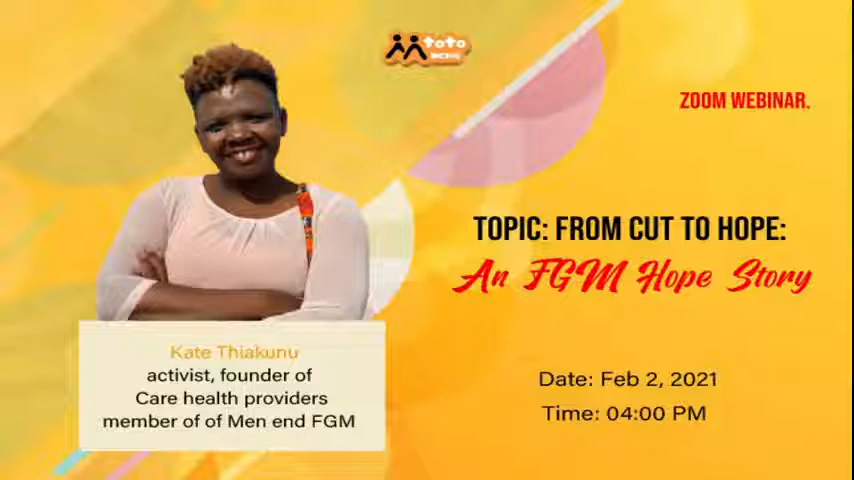 toto
ZOOM WEBINAR.
TOPIC: FROM CUT TO HOPE:
An FGM Hope Story
Kate Thiakunu
activist, founder of
Care health providers
member of of Men end FGM
Date: Feb 2, 2021
Time: 04:00 PM